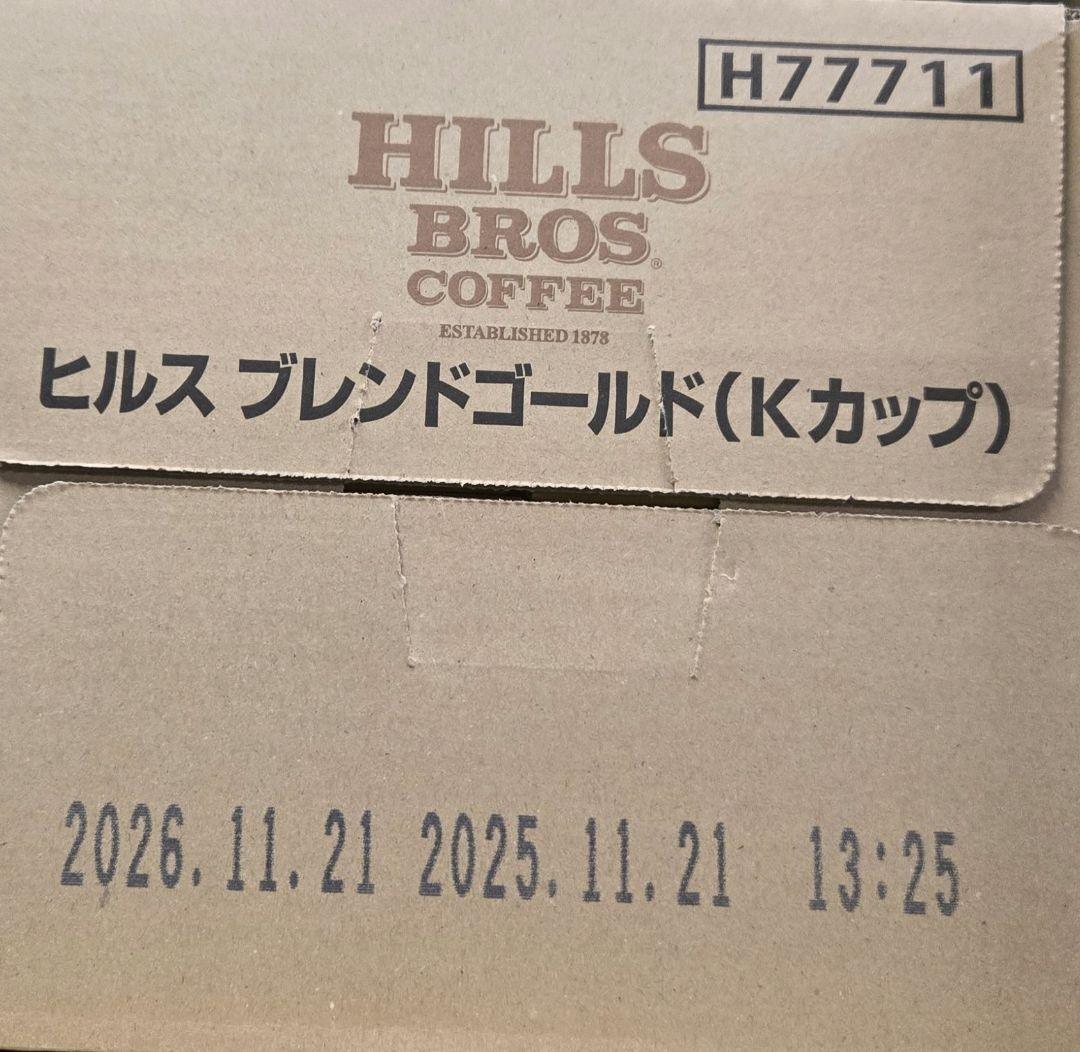 H77711
HILLS
BROS®
COFFEE
ESTABLISHED 1878
ヒルス ブレンドゴールド(Kカップ)
2026.11.21 2025.11.21 13:25